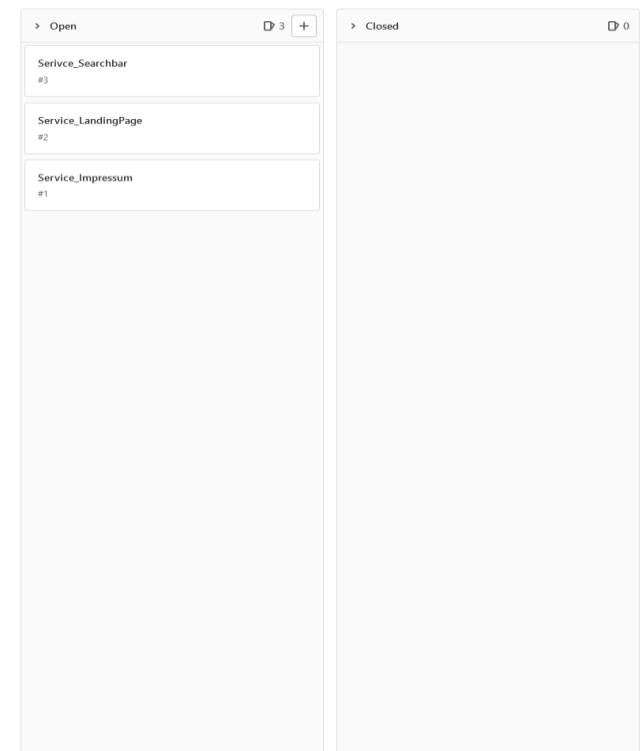 Open
3
Serivce_Searchbar
#3
Service_LandingPage
#2
Service_Impressum
#1
Closed
0